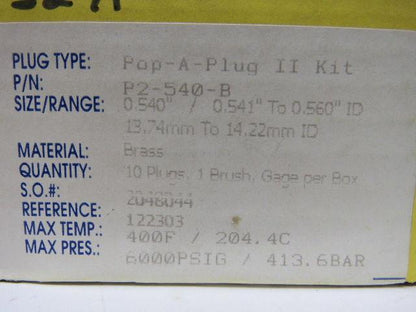 PLUG TYPE: Pop-A-Plug II Kit
P/N: P2-540-B
SIZE/RANGE: 0.540" / 0.541" To 0.560" ID
13.74mm To 14.22mm ID
MATERIAL: Brass
QUANTITY: 10 Plugs, 1 Brush, Gage per Box
S.O.#: 2048044
REFERENCE: 122303
MAX TEMP.: 400F / 204.4C
MAX PRES.: 6000PSIG / 413.6BAR